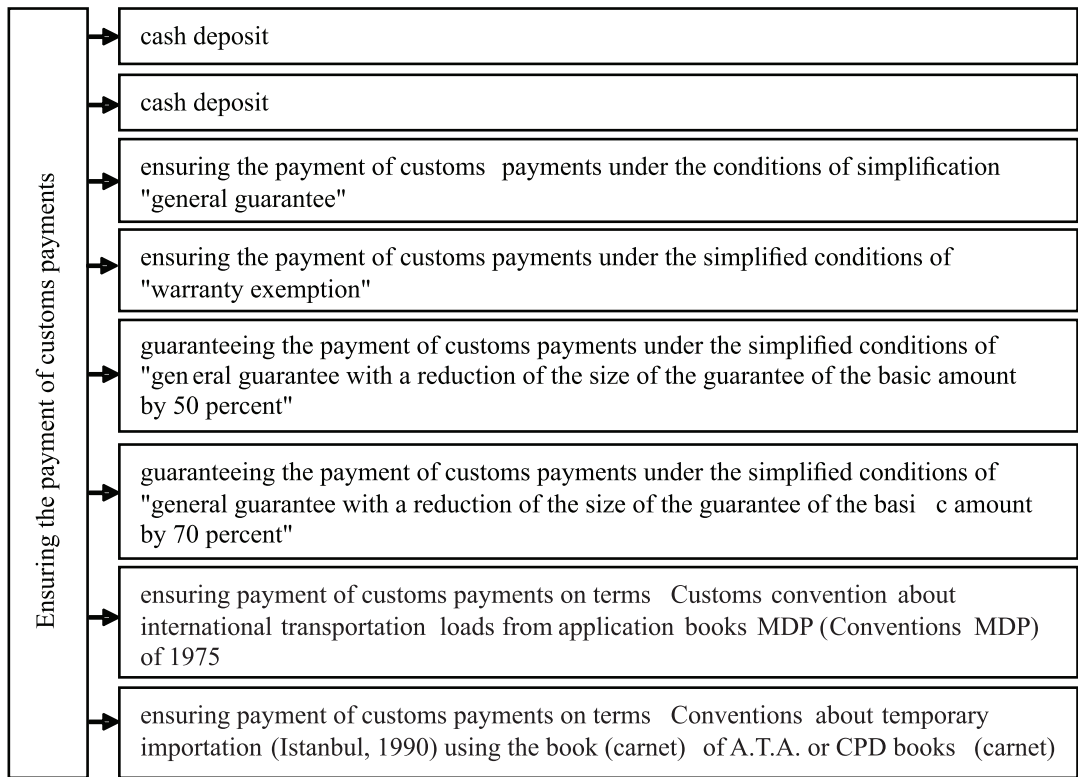 Ensuring the payment of customs payments
cash deposit
cash deposit
ensuring the payment of customs payments under the conditions of simplification
"general guarantee"
ensuring the payment of customs payments under the simplified conditions of
"warranty exemption"
guaranteeing the payment of customs payments under the simplified conditions of
"gen eral guarantee with a reduction of the size of the guarantee of the basic amount
by 50 percent"
guaranteeing the payment of customs payments under the simplified conditions of
"general guarantee with a reduction of the size of the guarantee of the basi c amount
by 70 percent"
ensuring payment of customs payments on terms Customs convention about
international transportation loads from application books MDP (Conventions MDP)
of 1975
ensuring payment of customs payments on terms Conventions about temporary
importation (Istanbul, 1990) using the book (carnet) of A.T.A. or CPD books (carnet)